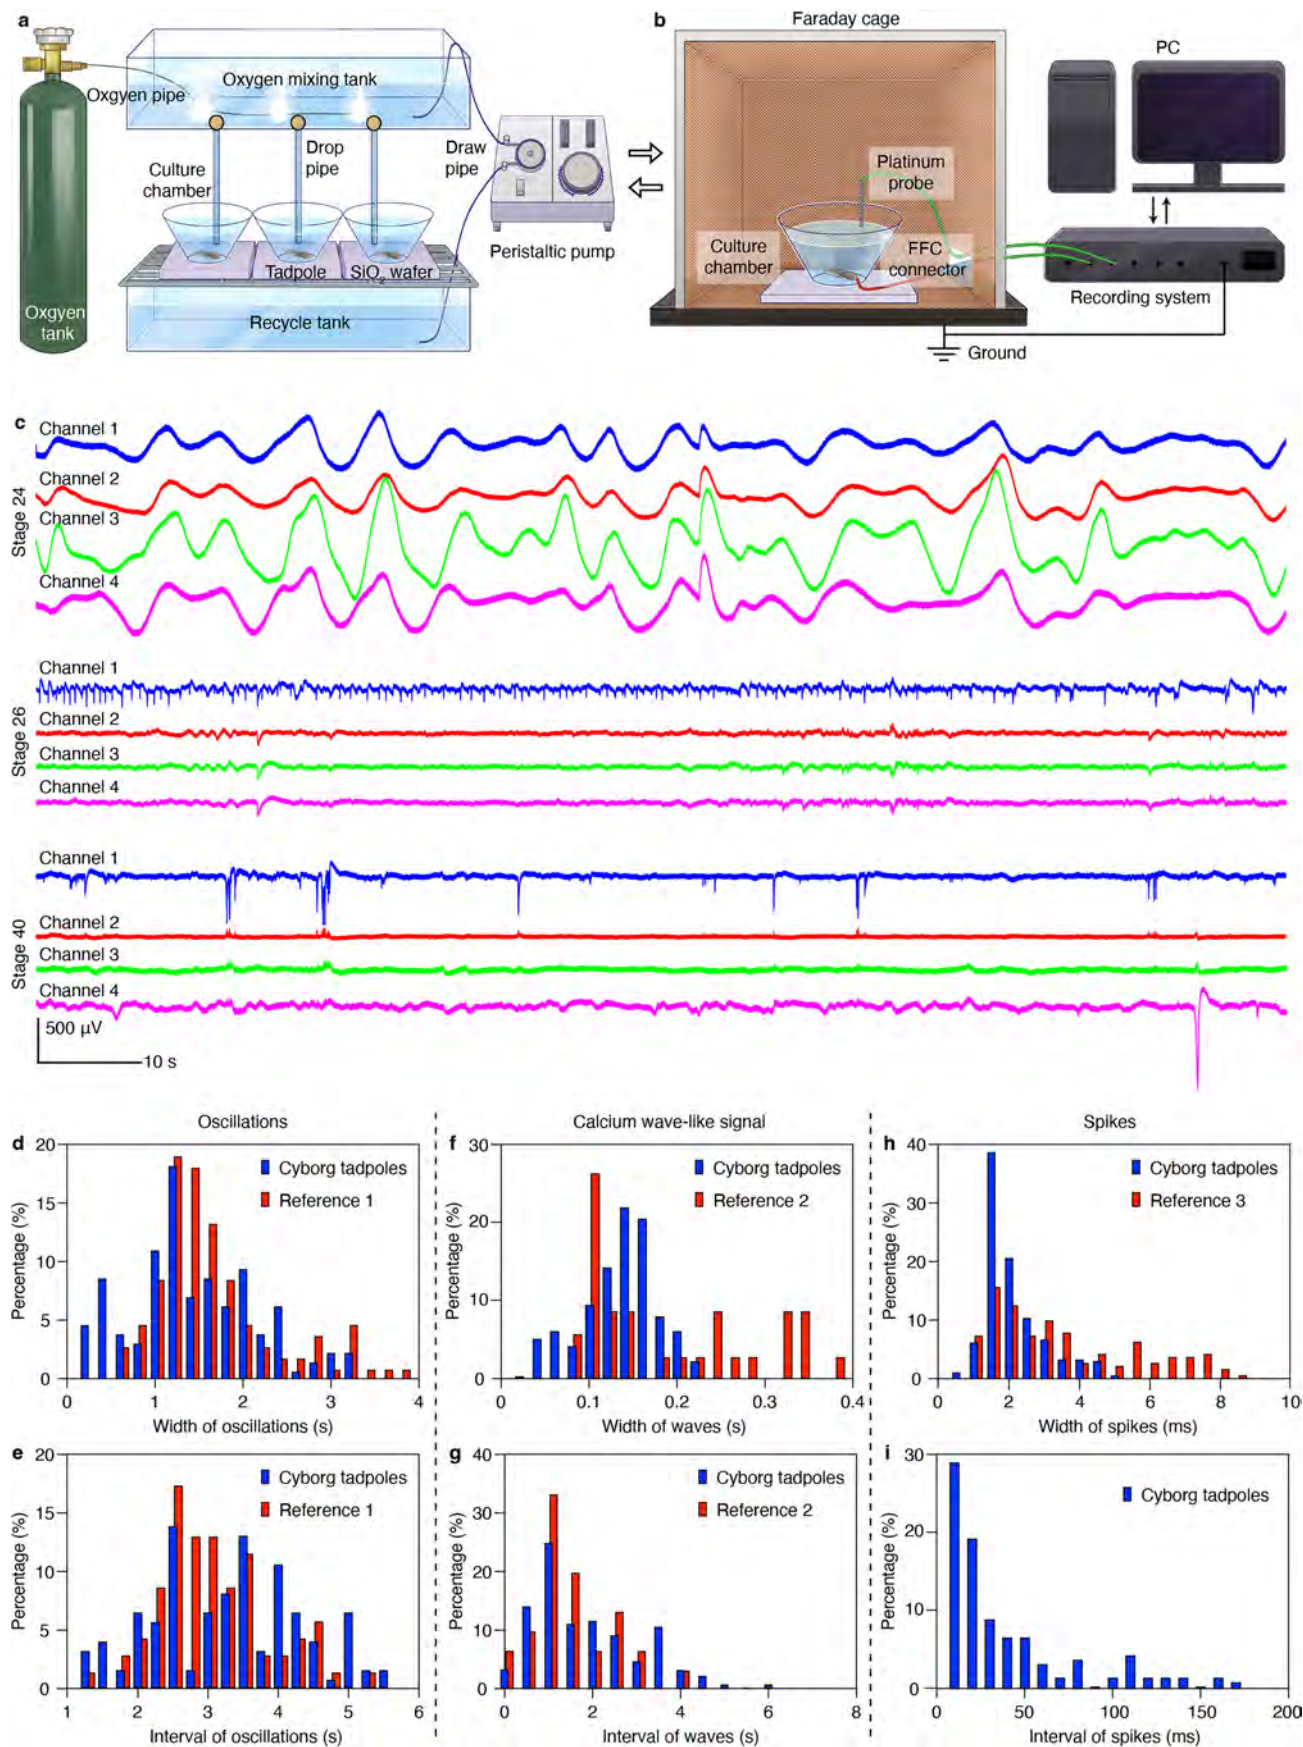 a
Oxygen mixing tank
Oxgyen pipe
Culture
chamber
Drop
pipe
Draw
pipe
Peristaltic pump
Tadpole
SiO₂ wafer
Oxgyen
tank
Recycle tank
b
Faraday cage
PC
Platinum
probe
Culture
chamber
FFC
connector
Recording system
Ground
c
Stage 24
Channel 1
Channel 2
Channel 3
Channel 4
Stage 26
Channel 1
Channel 2
Channel 3
Channel 4
Stage 40
Channel 1
Channel 2
Channel 3
Channel 4
500 µV
10 s
Oscillations
Calcium wave-like signal
Spikes
d
Percentage (%)
20
15
10
5
0
Cyborg tadpoles
Reference 1
0 1 2 3 4
Width of oscillations (s)
f
Percentage (%)
30
20
10
0
Cyborg tadpoles
Reference 2
0 0.1 0.2 0.3 0.4
Width of waves (s)
h
Percentage (%)
40
30
20
10
0
Cyborg tadpoles
Reference 3
0 2 4 6 8 10
Width of spikes (ms)
e
Percentage (%)
20
15
10
5
0
Cyborg tadpoles
Reference 1
1 2 3 4 5 6
Interval of oscillations (s)
g
Percentage (%)
40
30
20
10
0
Cyborg tadpoles
Reference 2
0 2 4 6 8
Interval of waves (s)
i
Percentage (%)
30
20
10
0
Cyborg tadpoles
0 50 100 150 200
Interval of spikes (ms)